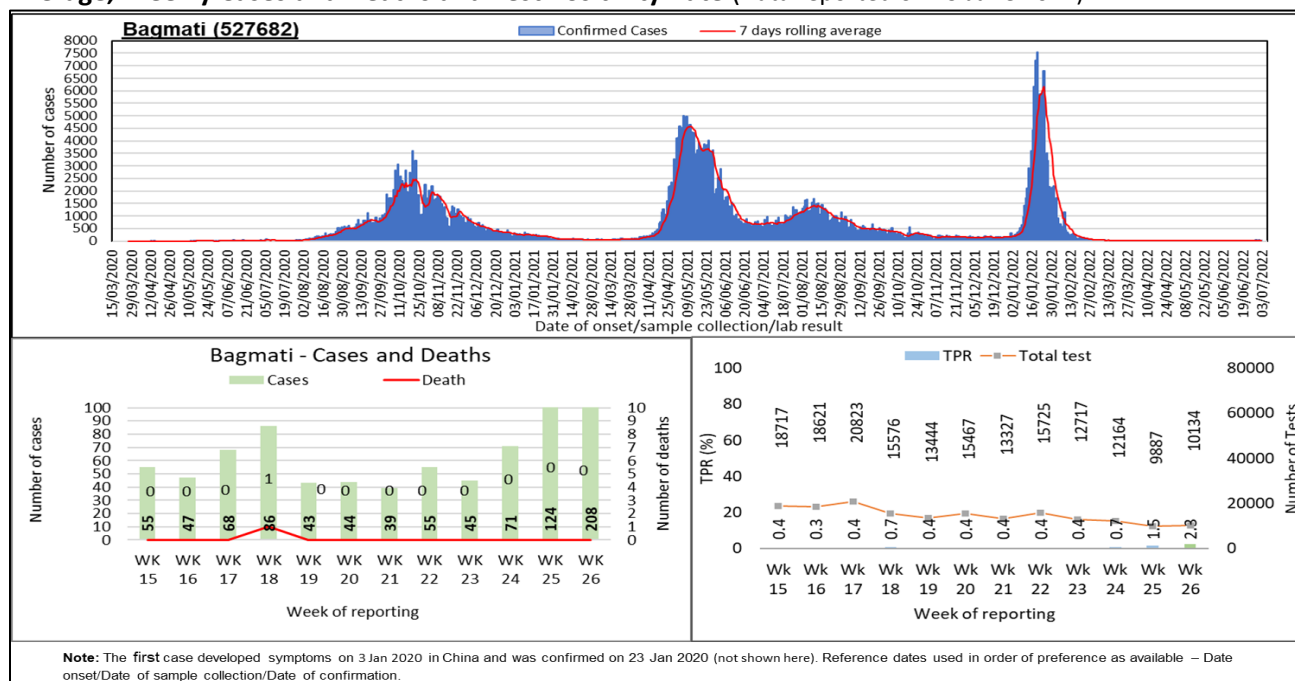 Bagmati (527682)
Confirmed Cases 7 days rolling average
Number of cases
8000
7500
7000
6500
6000
5500
5000
4500
4000
3500
3000
2500
2000
1500
1000
500
0
15/03/2020 29/03/2020 12/04/2020 26/04/2020 10/05/2020 24/05/2020 07/06/2020 21/06/2020 05/07/2020 19/07/2020 02/08/2020 16/08/2020 30/08/2020 13/09/2020 27/09/2020 11/10/2020 25/10/2020 08/11/2020 22/11/2020 06/12/2020 20/12/2020 03/01/2021 17/01/2021 31/01/2021 14/02/2021 28/02/2021 14/03/2021 28/03/2021 11/04/2021 25/04/2021 09/05/2021 23/05/2021 06/06/2021 20/06/2021 04/07/2021 18/07/2021 01/08/2021 15/08/2021 29/08/2021 12/09/2021 26/09/2021 10/10/2021 24/10/2021 07/11/2021 21/11/2021 05/12/2021 19/12/2021 02/01/2022 16/01/2022 30/01/2022 13/02/2022 27/02/2022 13/03/2022 27/03/2022 10/04/2022 24/04/2022 08/05/2022 22/05/2022 05/06/2022 19/06/2022 03/07/2022
Date of onset/sample collection/lab result
Bagmati - Cases and Deaths
Cases Death
Number of cases
100
90
80
70
60
50
40
30
20
10
0
0 0 0 1 0 0 0 0 0 0 0 0
55 47 68 86 43 44 39 55 45 71 124 208
10
9
8
7
6
5
4
3
2
1
0
Number of deaths
WK WK WK WK WK WK WK WK WK WK WK WK
15 16 17 18 19 20 21 22 23 24 25 26
Week of reporting
TPR Total test
TPR (%)
100
80
60
40
20
0
18717 18621 20823 15576 13444 15467 13327 15725 12717 12164 9887 10134
0.4 0.3 0.4 0.7 0.4 0.4 0.4 0.4 0.4 0.7 1.5
80000
60000
40000
20000
0
Number of Tests
Wk Wk Wk Wk Wk Wk Wk Wk Wk Wk Wk Wk
15 16 17 18 19 20 21 22 23 24 25 26
Week of reporting
Note: The first case developed symptoms on 3 Jan 2020 in China and was confirmed on 23 Jan 2020 (not shown here). Reference dates used in order of preference as available – Date
onset/Date of sample collection/Date of confirmation.